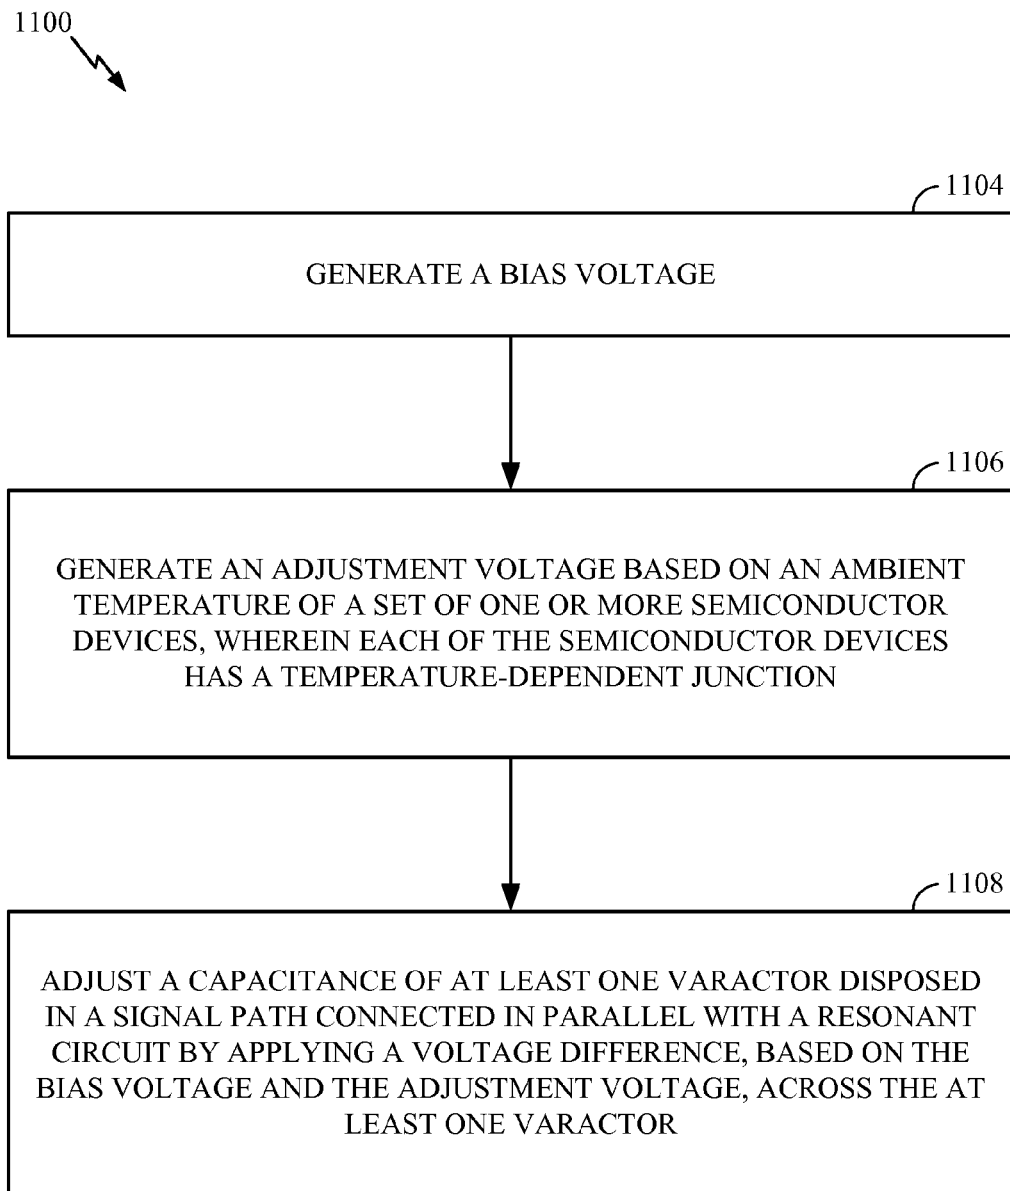 1100
1104
GENERATE A BIAS VOLTAGE
1106
GENERATE AN ADJUSTMENT VOLTAGE BASED ON AN AMBIENT
TEMPERATURE OF A SET OF ONE OR MORE SEMICONDUCTOR
DEVICES, WHEREIN EACH OF THE SEMICONDUCTOR DEVICES
HAS A TEMPERATURE-DEPENDENT JUNCTION
1108
ADJUST A CAPACITANCE OF AT LEAST ONE VARACTOR DISPOSED
IN A SIGNAL PATH CONNECTED IN PARALLEL WITH A RESONANT
CIRCUIT BY APPLYING A VOLTAGE DIFFERENCE, BASED ON THE
BIAS VOLTAGE AND THE ADJUSTMENT VOLTAGE, ACROSS THE AT
LEAST ONE VARACTOR